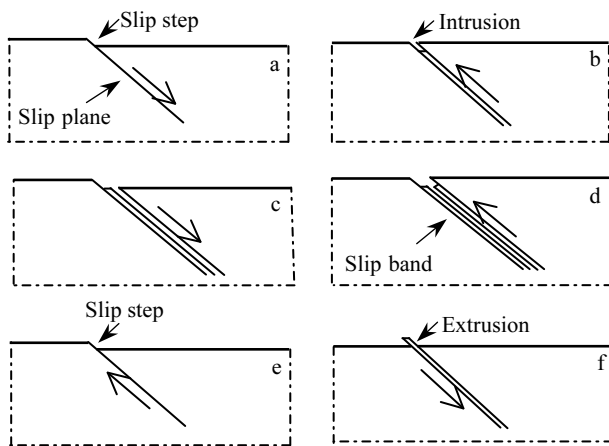 Slip step
a
Slip plane
Intrusion
b
c
d
Slip band
Slip step
e
Extrusion
f